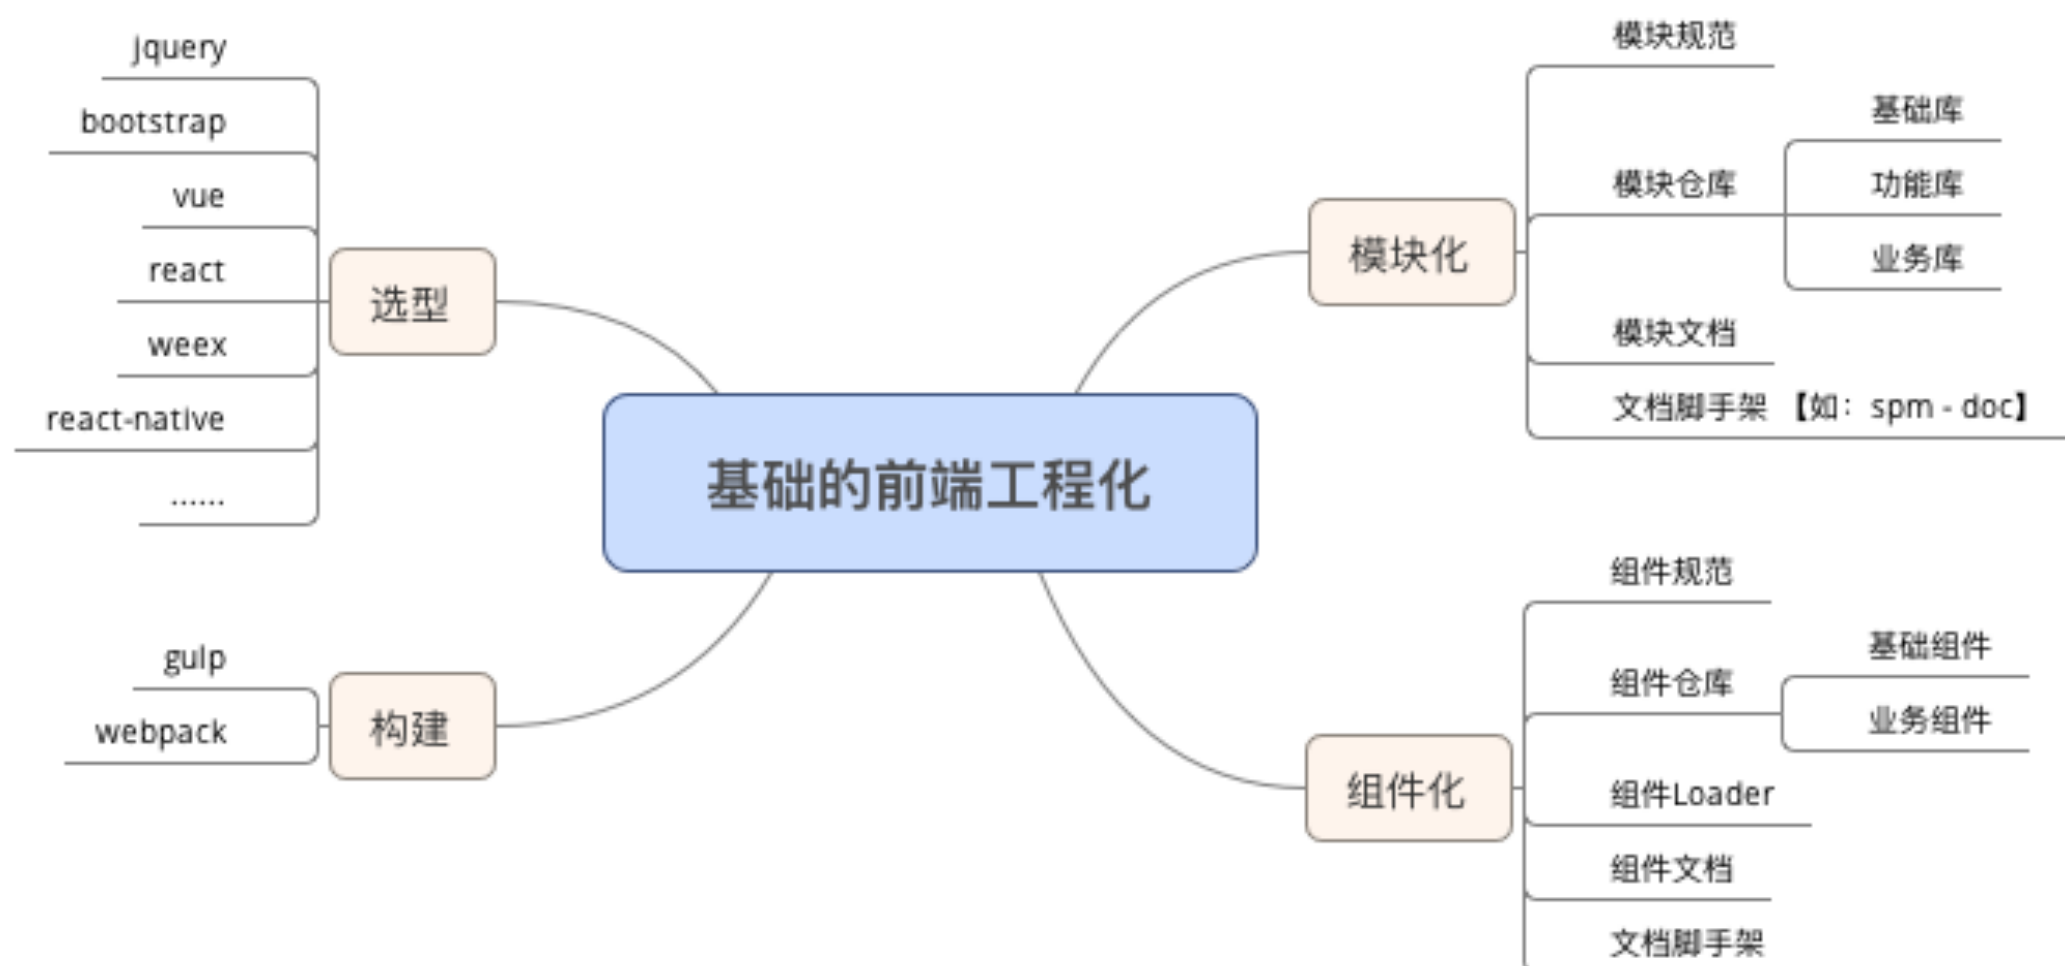 jquery
bootstrap
vue
react
weex
react-native
......
选型
gulp
webpack
构建
基础的前端工程化
模块化
模块规范
模块仓库
基础库
功能库
业务库
模块文档
文档脚手架 【如：spm - doc】
组件化
组件规范
组件仓库
基础组件
业务组件
组件Loader
组件文档
文档脚手架